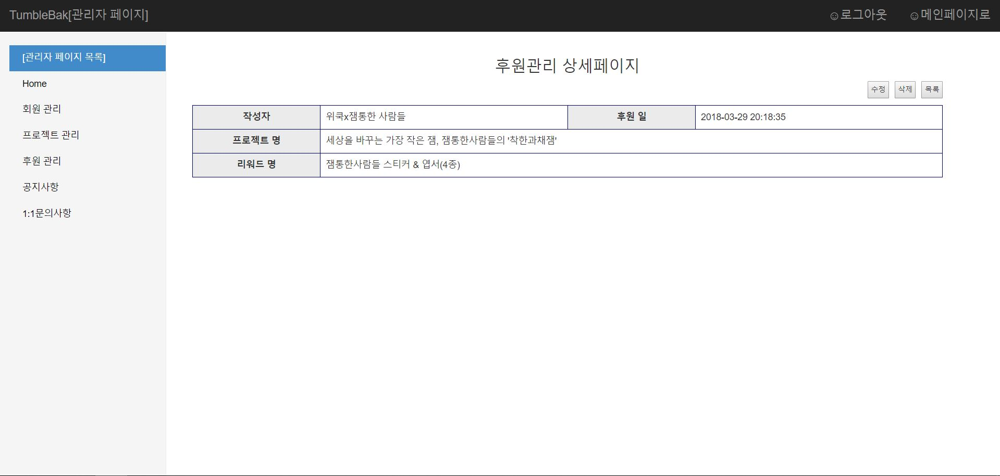 TumbleBak[관리자 페이지]
☺로그아웃 ☺메인페이지로
[관리자 페이지 목록]
Home
회원 관리
프로젝트 관리
후원 관리
공지사항
1:1문의사항
후원관리 상세페이지
수정 삭제 목록
작성자 위쿡x잼통한 사람들 후원 일 2018-03-29 20:18:35
프로젝트 명 세상을 바꾸는 가장 작은 잼, 잼통한사람들의 '착한과채잼'
리워드 명 잼통한사람들 스티커 & 엽서(4종)